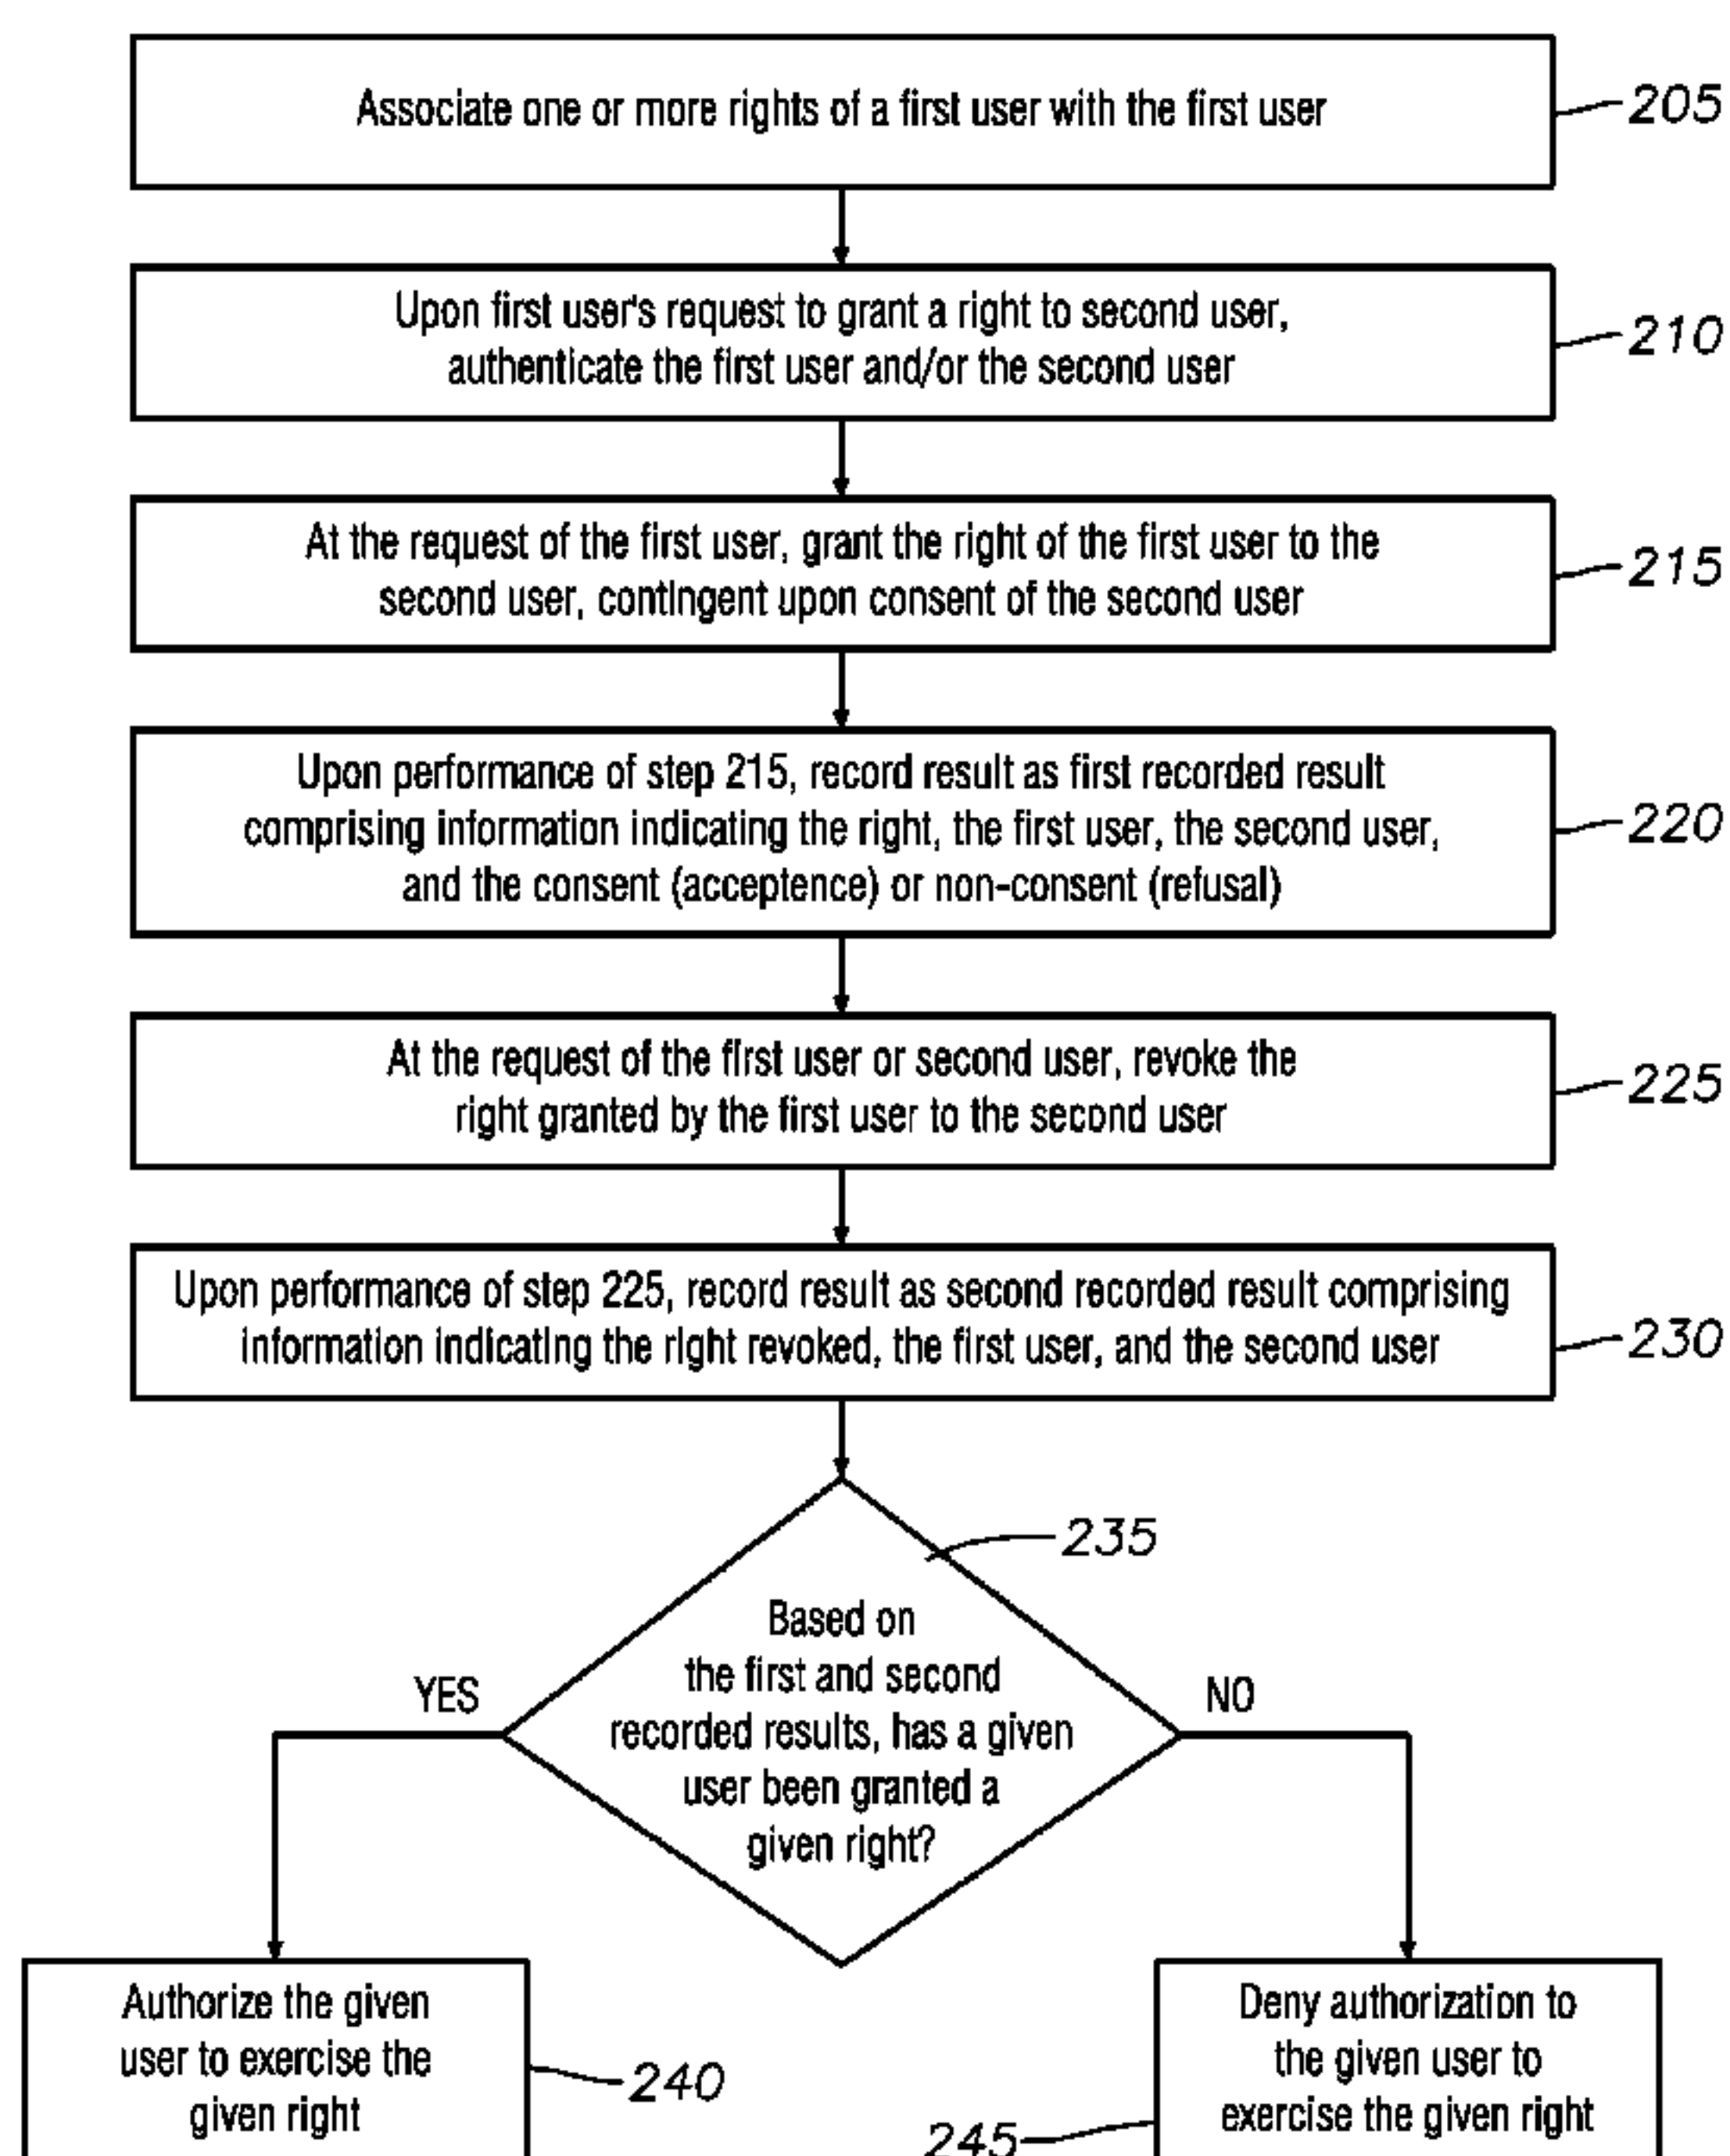 Associate one or more rights of a first user with the first user
205
Upon first user's request to grant a right to second user,
authenticate the first user and/or the second user
210
At the request of the first user, grant the right of the first user to the
second user, contingent upon consent of the second user
215
Upon performance of step 215, record result as first recorded result
comprising information indicating the right, the first user, the second user,
and the consent (acceptence) or non-consent (refusal)
220
At the request of the first user or second user, revoke the
right granted by the first user to the second user
225
Upon performance of step 225, record result as second recorded result comprising
information indicating the right revoked, the first user, and the second user
230
235
Based on
the first and second
recorded results, has a given
user been granted a
given right?
YES
NO
Authorize the given
user to exercise the
given right
240
Deny authorization to
the given user to
exercise the given right
245